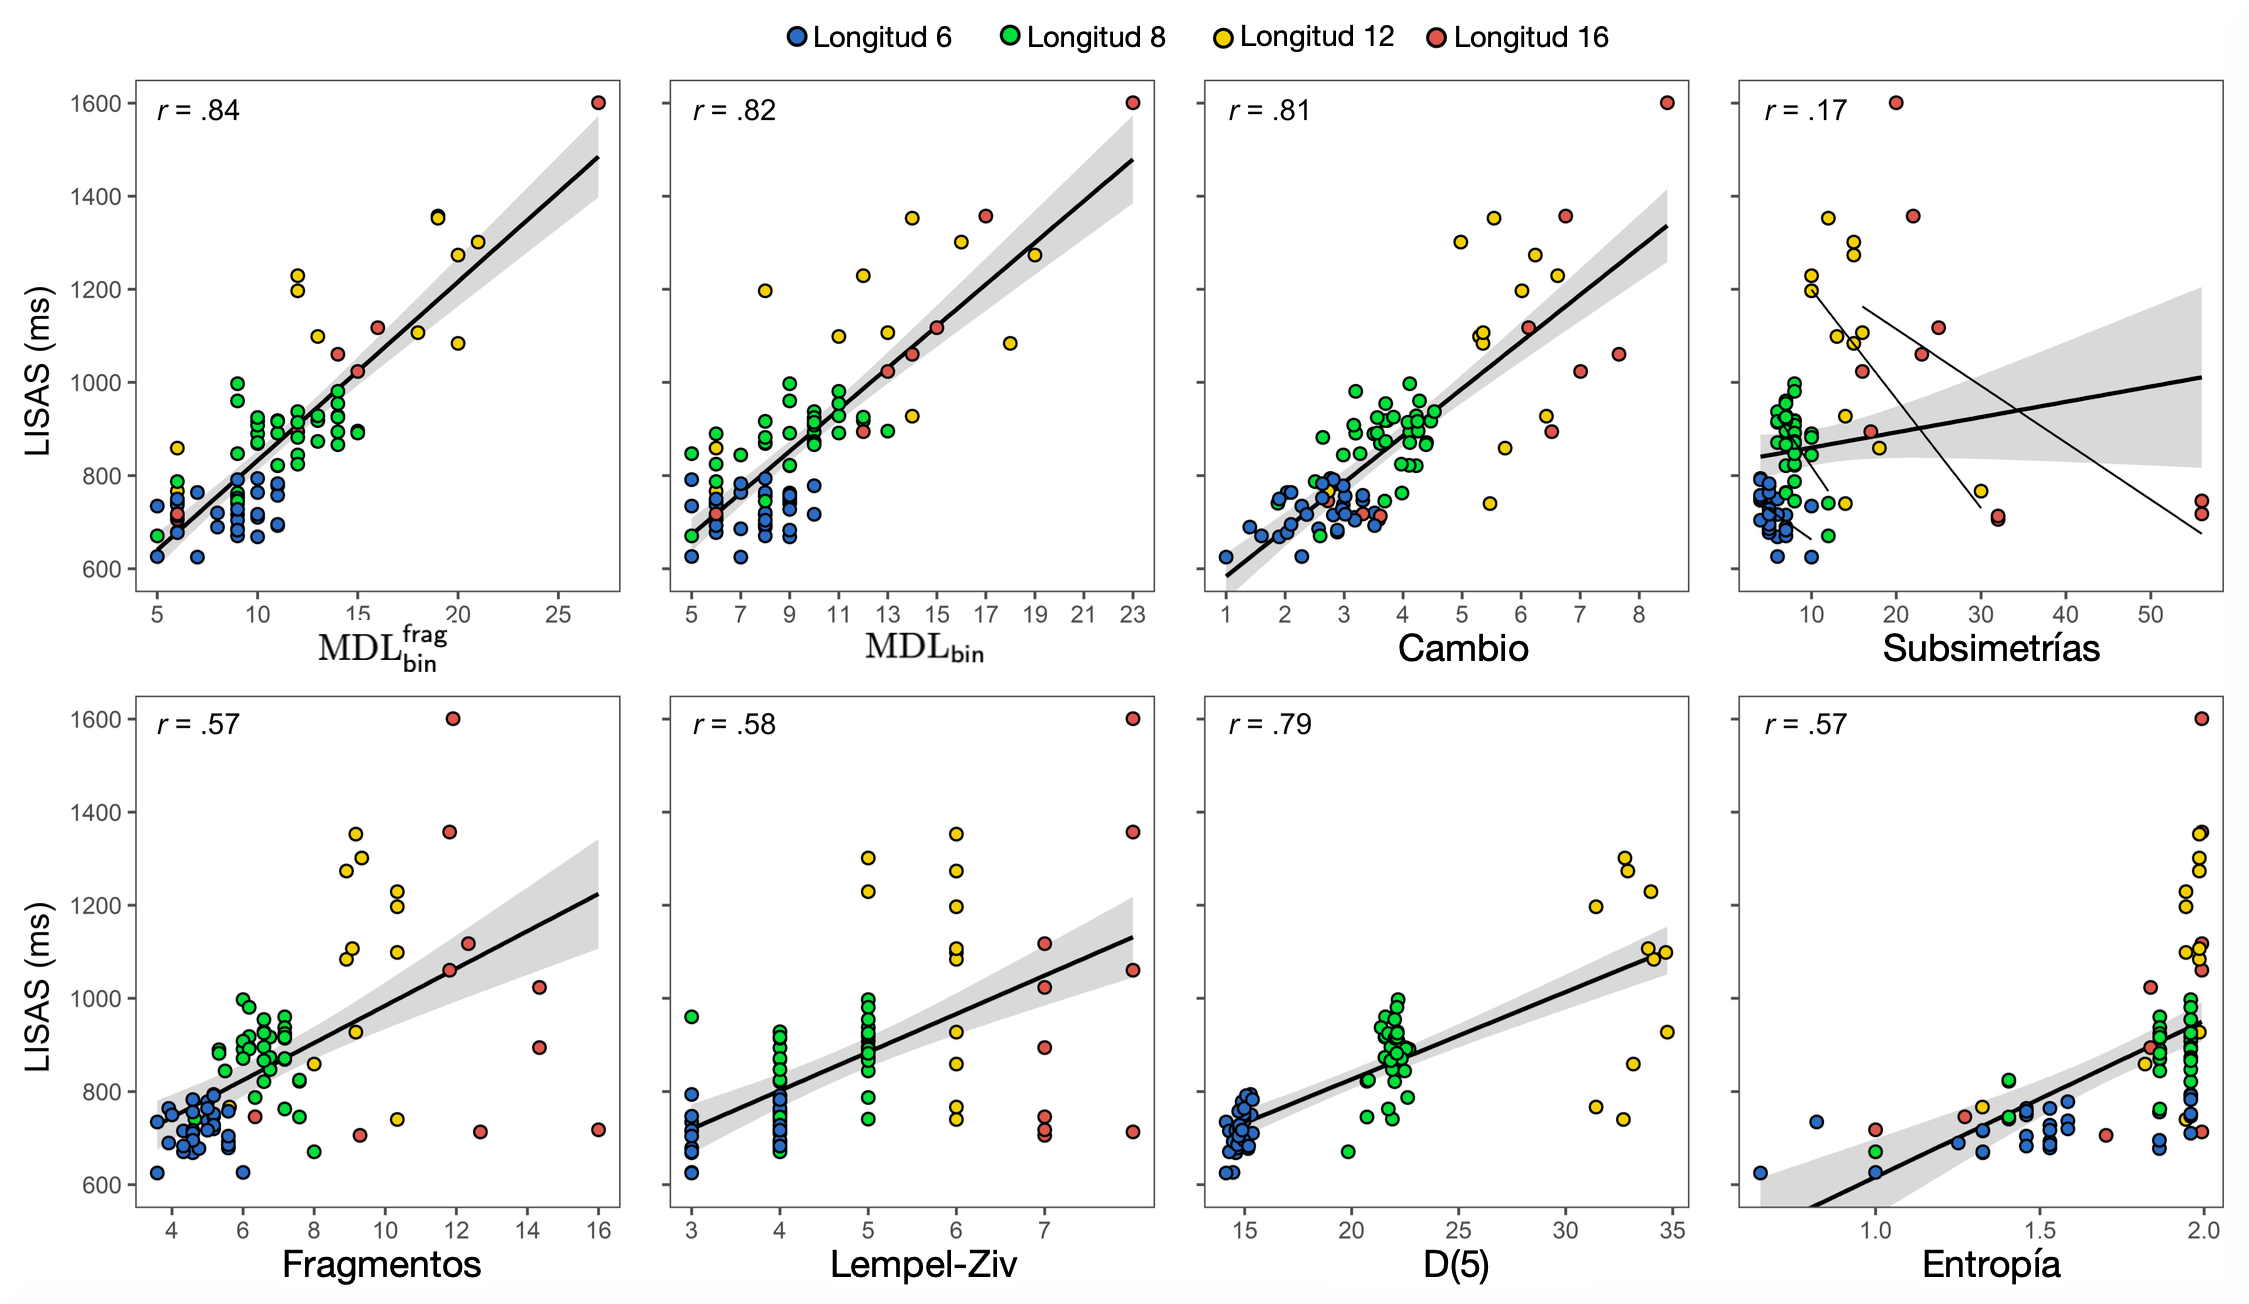 Longitud 6 Longitud 8 Longitud 12 Longitud 16
r = .84 r = .82 r = .81 r = .17
1600
1400
1200
1000
800
600
LISAS (ms)
5 10 15 20 25
5 7 9 11 13 15 17 19 21 23
1 2 3 4 5 6 7 8
10 20 30 40 50
MDL frag bin
MDL bin
Cambio
Subsimetrías
r = .57 r = .58 r = .79 r = .57
1600
1400
1200
1000
800
600
LISAS (ms)
4 6 8 10 12 14 16
3 4 5 6 7
15 20 25 30 35
1.0 1.5 2.0
Fragmentos
Lempel-Ziv
D(5)
Entropía